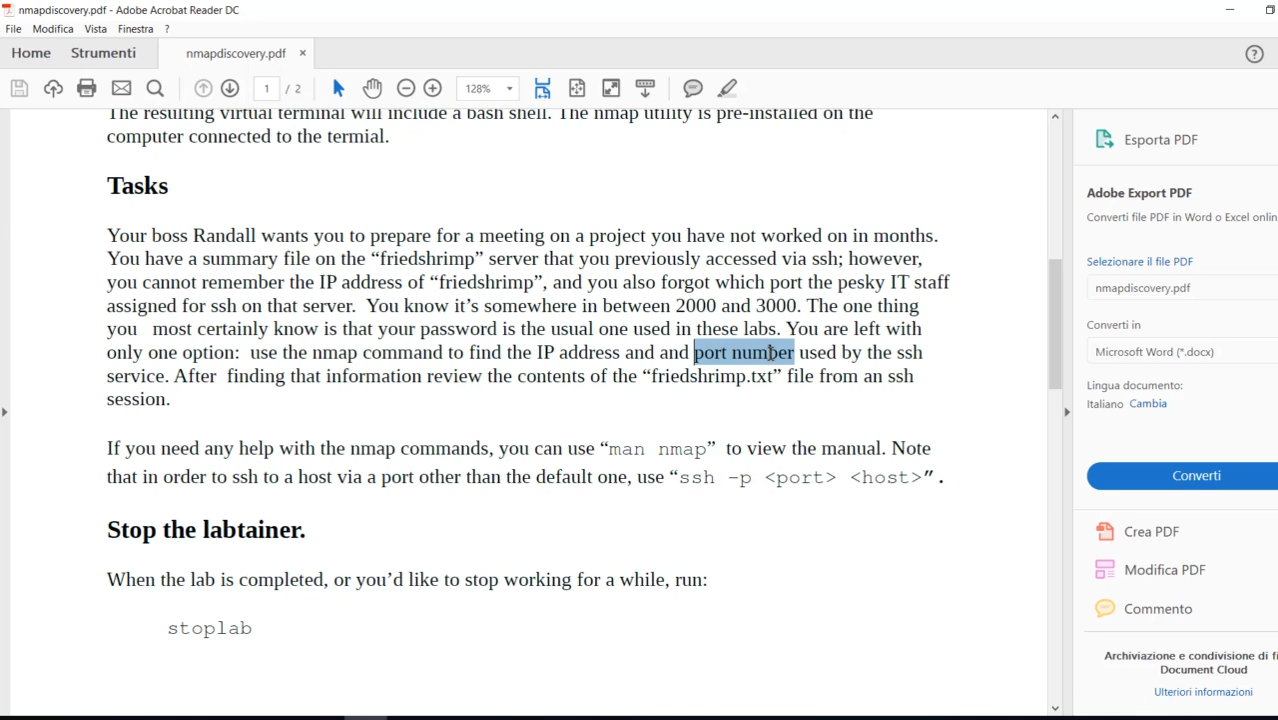 nmapdiscovery.pdf - Adobe Acrobat Reader DC
File Modifica Vista Finestra ?
Home Strumenti nmapdiscovery.pdf ×
1 / 2 128%
The resulting virtual terminal will include a bash shell. The nmap utility is pre-installed on the
computer connected to the termial.
Tasks
Your boss Randall wants you to prepare for a meeting on a project you have not worked on in months.
You have a summary file on the “friedshrimp” server that you previously accessed via ssh; however,
you cannot remember the IP address of “friedshrimp”, and you also forgot which port the pesky IT staff
assigned for ssh on that server. You know it’s somewhere in between 2000 and 3000. The one thing
you most certainly know is that your password is the usual one used in these labs. You are left with
only one option: use the nmap command to find the IP address and and port number used by the ssh
service. After finding that information review the contents of the “friedshrimp.txt” file from an ssh
session.
If you need any help with the nmap commands, you can use “man nmap” to view the manual. Note
that in order to ssh to a host via a port other than the default one, use “ssh -p <port> <host>”.
Stop the labtainer.
When the lab is completed, or you’d like to stop working for a while, run:
stoplab
Esporta PDF
Adobe Export PDF
Converti file PDF in Word o Excel onlin
Selezionare il file PDF
nmapdiscovery.pdf
Converti in
Microsoft Word (*.docx)
Lingua documento:
Italiano Cambia
Converti
Crea PDF
Modifica PDF
Commento
Archiviazione e condivisione di fi
Document Cloud
Ulteriori informazioni